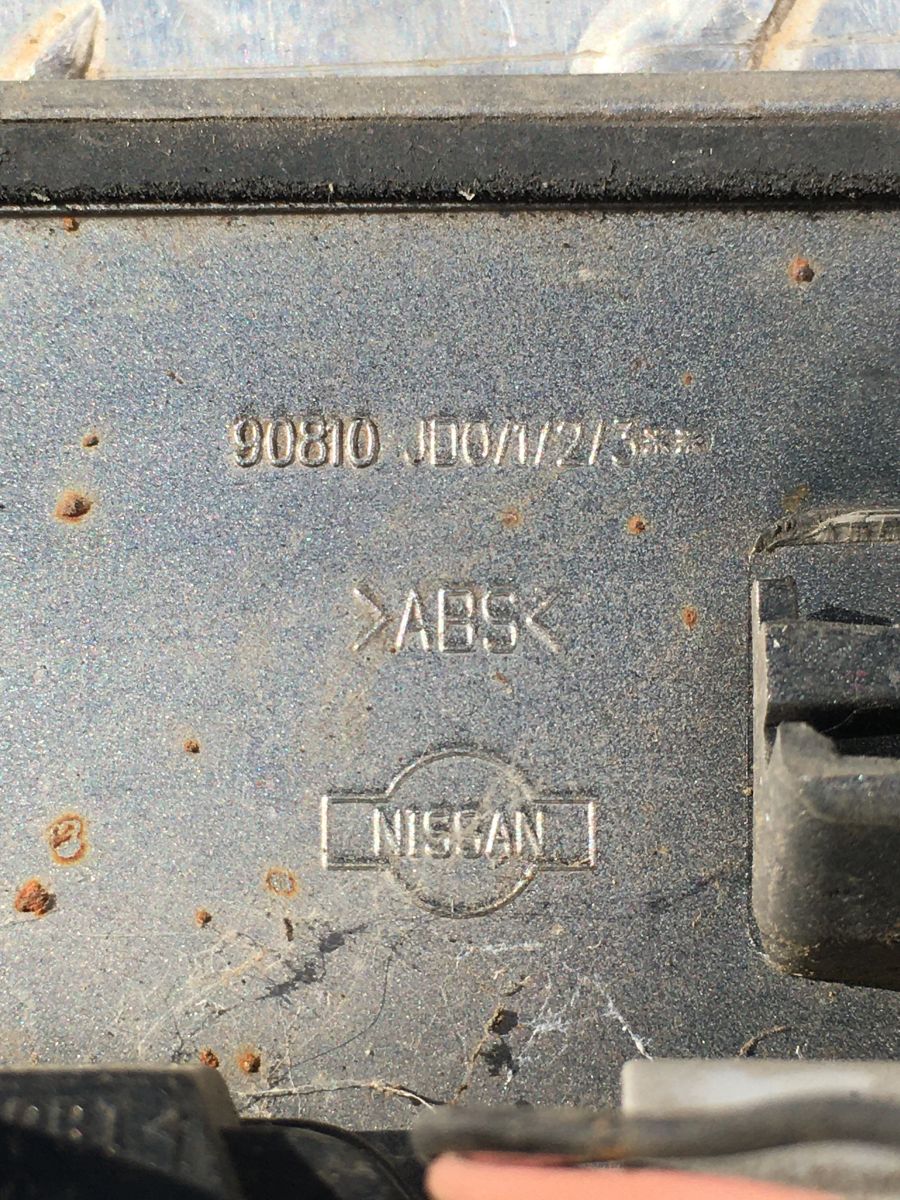 90810 JD0/1/2/3***
>ABS<
NISSAN